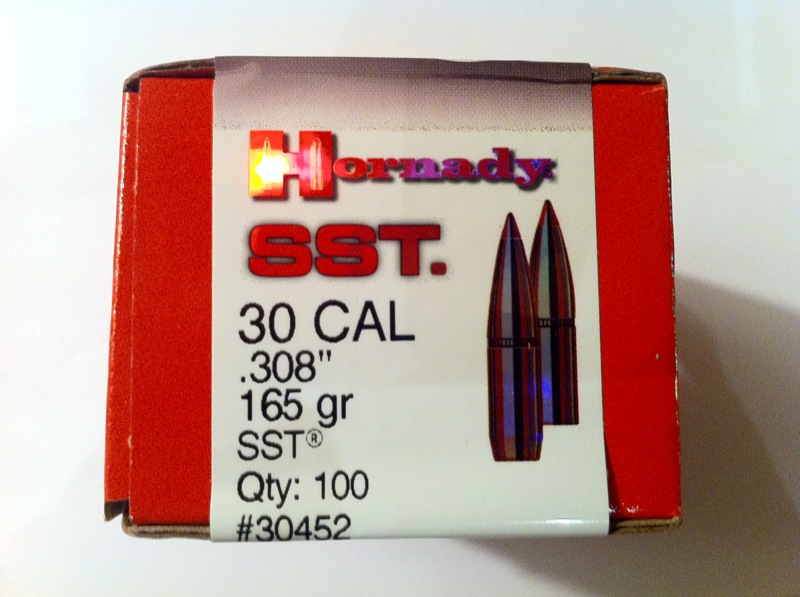 Hornady
SST.
30 CAL
.308"
165 gr
SST®
Qty: 100
#30452